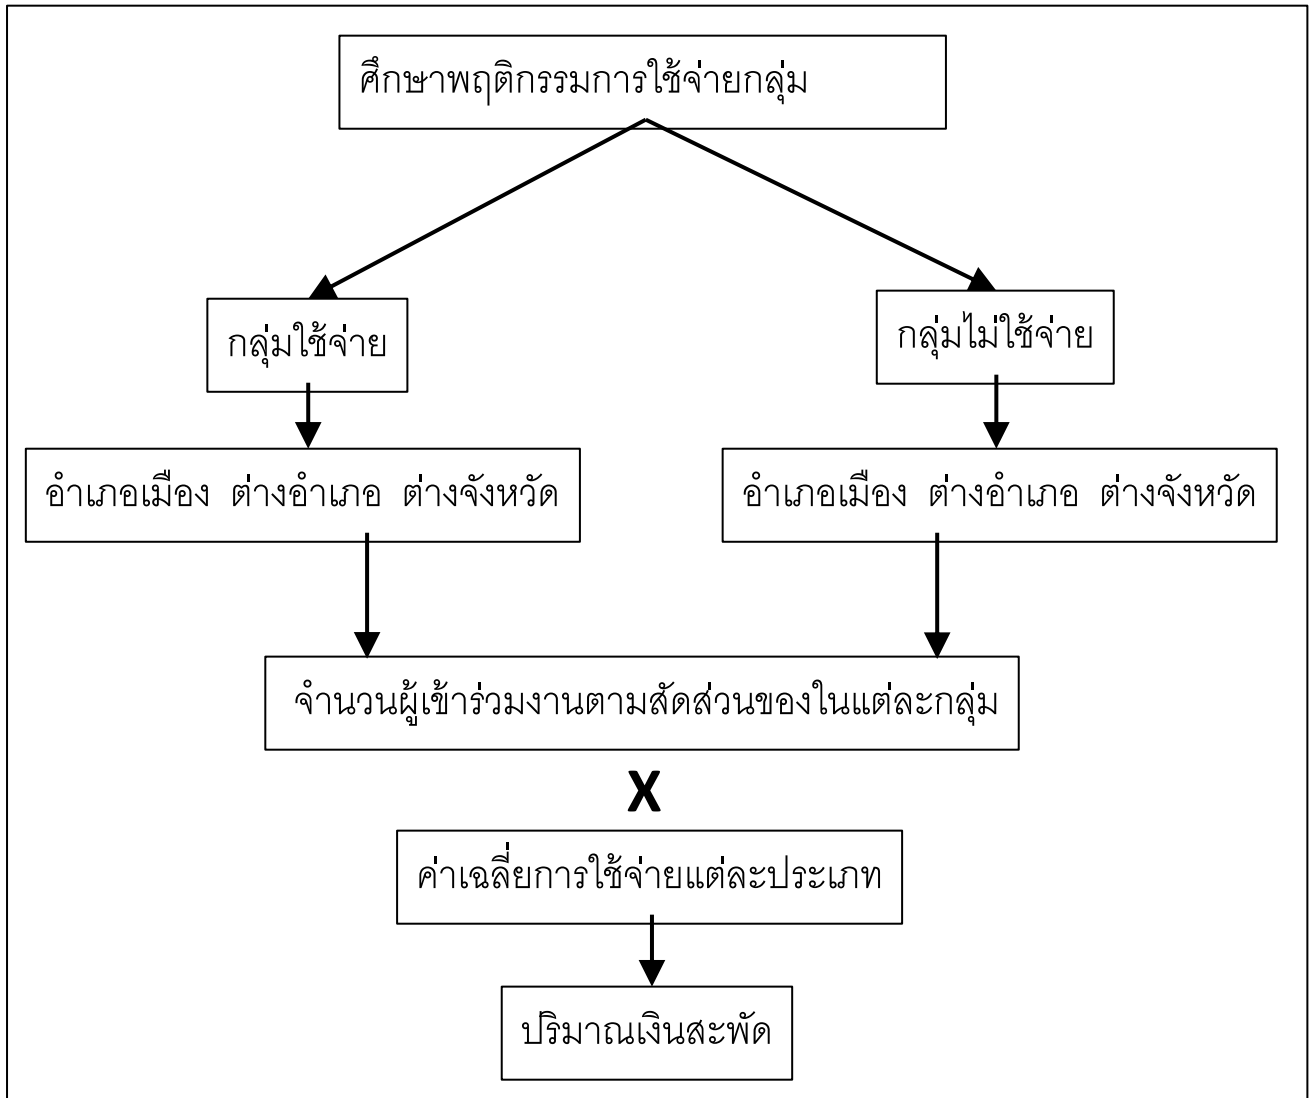 ศึกษาพฤติกรรมการใช้จ่ายกลุ่ม
กลุ่มใช้จ่าย
กลุ่มไม่ใช้จ่าย
อำเภอเมือง ต่างอำเภอ ต่างจังหวัด
อำเภอเมือง ต่างอำเภอ ต่างจังหวัด
จำนวนผู้เข้าร่วมงานตามสัดส่วนของในแต่ละกลุ่ม
X
ค่าเฉลี่ยการใช้จ่ายแต่ละประเภท
ปริมาณเงินสะพัด